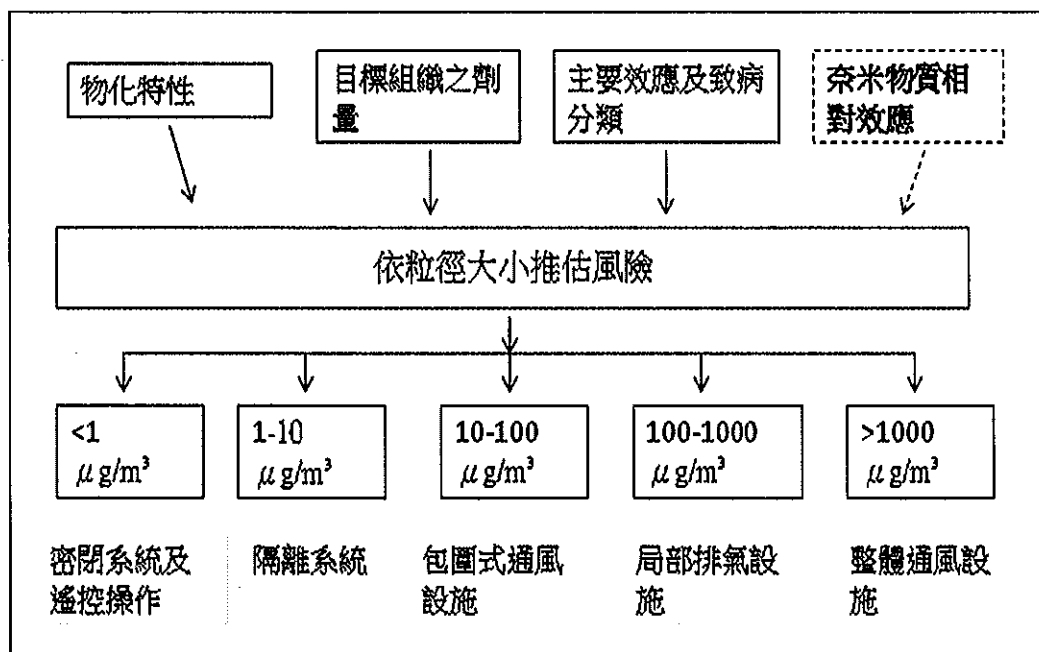 物化特性
目標組織之劑
量
主要效應及致病
分類
奈米物質相
對效應
依粒徑大小推估風險
<1
μg/m³
1-10
μg/m³
10-100
μg/m³
100-1000
μg/m³
>1000
μg/m³
密閉系統及
遙控操作
隔離系統
包圍式通風
設施
局部排氣設
施
整體通風設
施